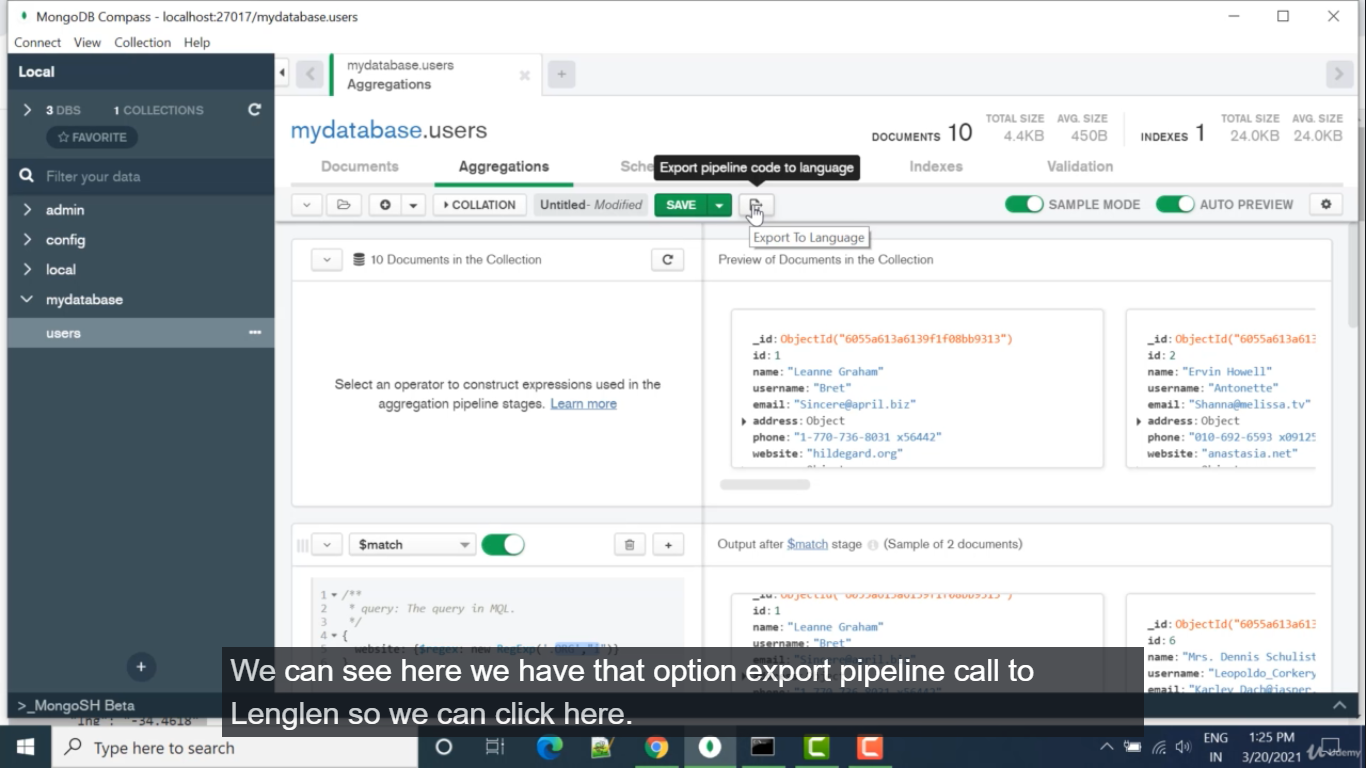 MongoDB Compass - localhost:27017/mydatabase.users
Connect View Collection Help
Local
3 DBS 1 COLLECTIONS
FAVORITE
Filter your data
admin
config
local
mydatabase
users
>_MongoSH Beta
mydatabase.users
Aggregations
mydatabase.users
DOCUMENTS 10 TOTAL SIZE 4.4KB AVG. SIZE 450B INDEXES 1 TOTAL SIZE 24.0KB AVG. SIZE 24.0KB
Documents Aggregations Sche Indexes Validation
Export pipeline code to language
COLLATION Untitled- Modified SAVE SAMPLE MODE AUTO PREVIEW
Export To Language
10 Documents in the Collection
Preview of Documents in the Collection
Select an operator to construct expressions used in the
aggregation pipeline stages. Learn more
_id: ObjectId("6055a613a6139f1f08bb9313")
id: 1
name: "Leanne Graham"
username: "Bret"
email: "Sincere@april.biz"
address: Object
phone: "1-770-736-8031 x56442"
website: "hildegard.org"
_id: ObjectId("6055a613a613
id: 2
name: "Ervin Howell"
username: "Antonette"
email: "Shanna@melissa.tv"
address: Object
phone: "010-692-6593 x09125
website: "anastasia.net"
$match
Output after $match stage (Sample of 2 documents)
1 /**
2 * query: The query in MQL.
3 */
4 {
website: {$regex: new RegExp('
id: 1
name: "Leanne Graham"
username: "Bret"
_id: ObjectId("6055a613a613
id: 6
name: "Mrs. Dennis Schulist
username: "Leopoldo_Corkery
email: "Karley_Dach@jasper.
We can see here we have that option export pipeline call to
Lenglen so we can click here.
"lng : "-34.4618"
Type here to search
ENG
IN
1:25 PM
3/20/2021
Udemy